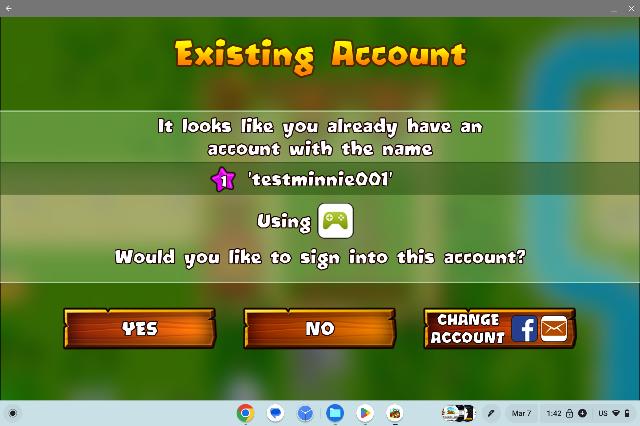 Existing Account
It looks like you already have an
account with the name
1 'testminnie001'
Using
Would you like to sign into this account?
YES
NO
CHANGE
ACCOUNT
Mar 7
1:42
US